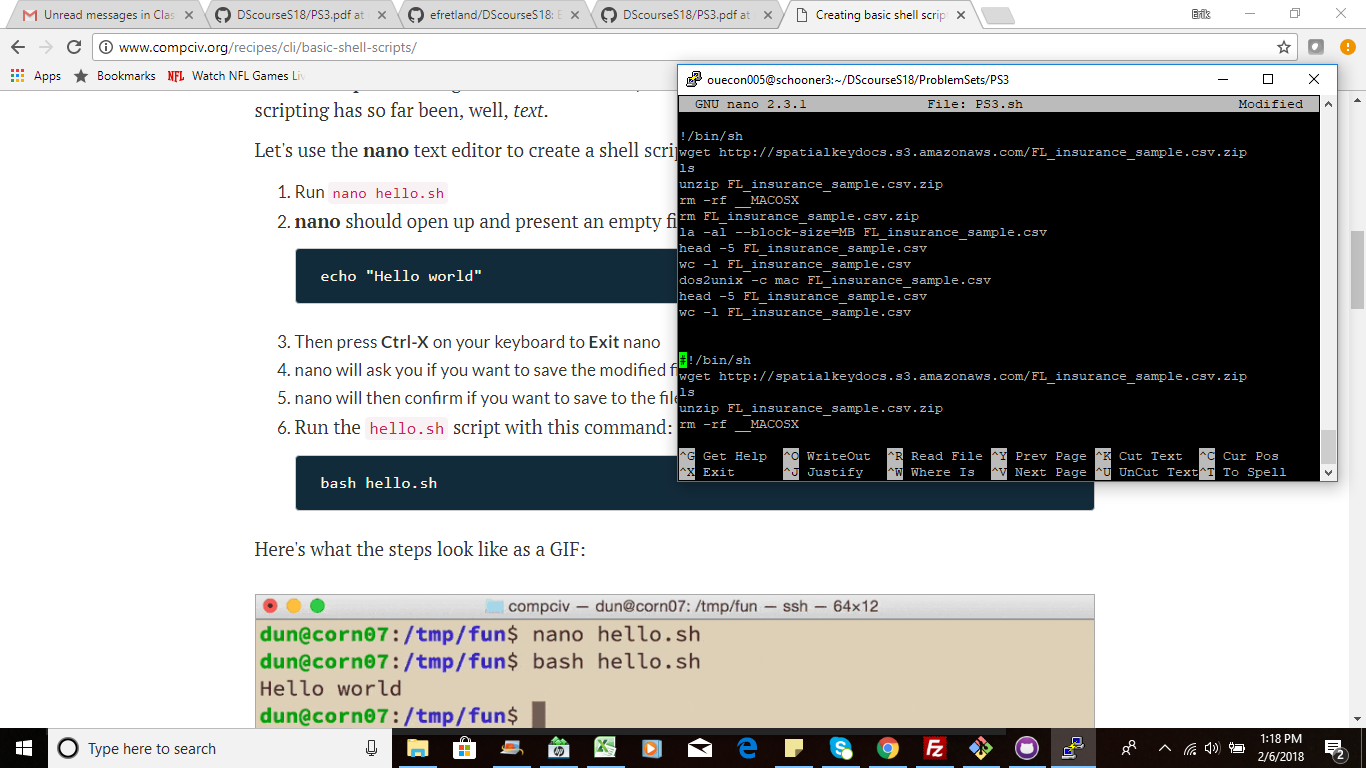 Unread messages in Clas
DScourseS18/PS3.pdf at
efretland/DScourseS18: E
DScourseS18/PS3.pdf at
Creating basic shell scrip
Erik
www.compciv.org/recipes/cli/basic-shell-scripts/
Apps
Bookmarks
NFL Watch NFL Games Liv
scripting has so far been, well, text.
Let's use the nano text editor to create a shell scri
1. Run nano hello.sh
2. nano should open up and present an empty fi
echo "Hello world"
3. Then press Ctrl-X on your keyboard to Exit nano
4. nano will ask you if you want to save the modified f
5. nano will then confirm if you want to save to the file
6. Run the hello.sh script with this command:
bash hello.sh
Here's what the steps look like as a GIF:
compciv — dun@corn07: /tmp/fun — ssh — 64×12
dun@corn07:/tmp/fun$ nano hello.sh
dun@corn07:/tmp/fun$ bash hello.sh
Hello world
dun@corn07:/tmp/fun$
ouecon005@schooner3:~/DScourseS18/ProblemSets/PS3
GNU nano 2.3.1 File: PS3.sh Modified
!/bin/sh
wget http://spatialkeydocs.s3.amazonaws.com/FL_insurance_sample.csv.zip
ls
unzip FL_insurance_sample.csv.zip
rm -rf __MACOSX
rm FL_insurance_sample.csv.zip
la -al --block-size=MB FL_insurance_sample.csv
head -5 FL_insurance_sample.csv
wc -l FL_insurance_sample.csv
dos2unix -c mac FL_insurance_sample.csv
head -5 FL_insurance_sample.csv
wc -l FL_insurance_sample.csv
#!/bin/sh
wget http://spatialkeydocs.s3.amazonaws.com/FL_insurance_sample.csv.zip
ls
unzip FL_insurance_sample.csv.zip
rm -rf __MACOSX
^G Get Help ^O WriteOut ^R Read File ^Y Prev Page ^K Cut Text ^C Cur Pos
^X Exit ^J Justify ^W Where Is ^V Next Page ^U UnCut Text ^T To Spell
Type here to search
1:18 PM
2/6/2018
2